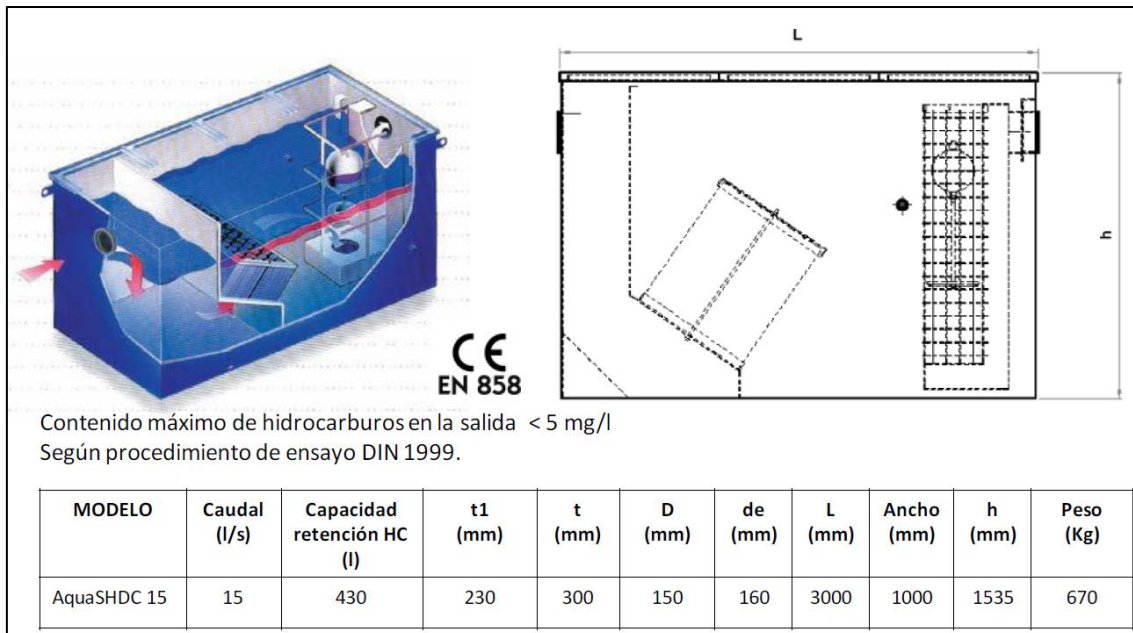 L
h
CE
EN 858
Contenido máximo de hidrocarburos en la salida < 5 mg/l
Según procedimiento de ensayo DIN 1999.
MODELO Caudal (l/s) Capacidad retención HC (l) t1 (mm) t (mm) D (mm) de (mm) L (mm) Ancho (mm) h (mm) Peso (Kg)
AquaSHDC 15 15 430 230 300 150 160 3000 1000 1535 670